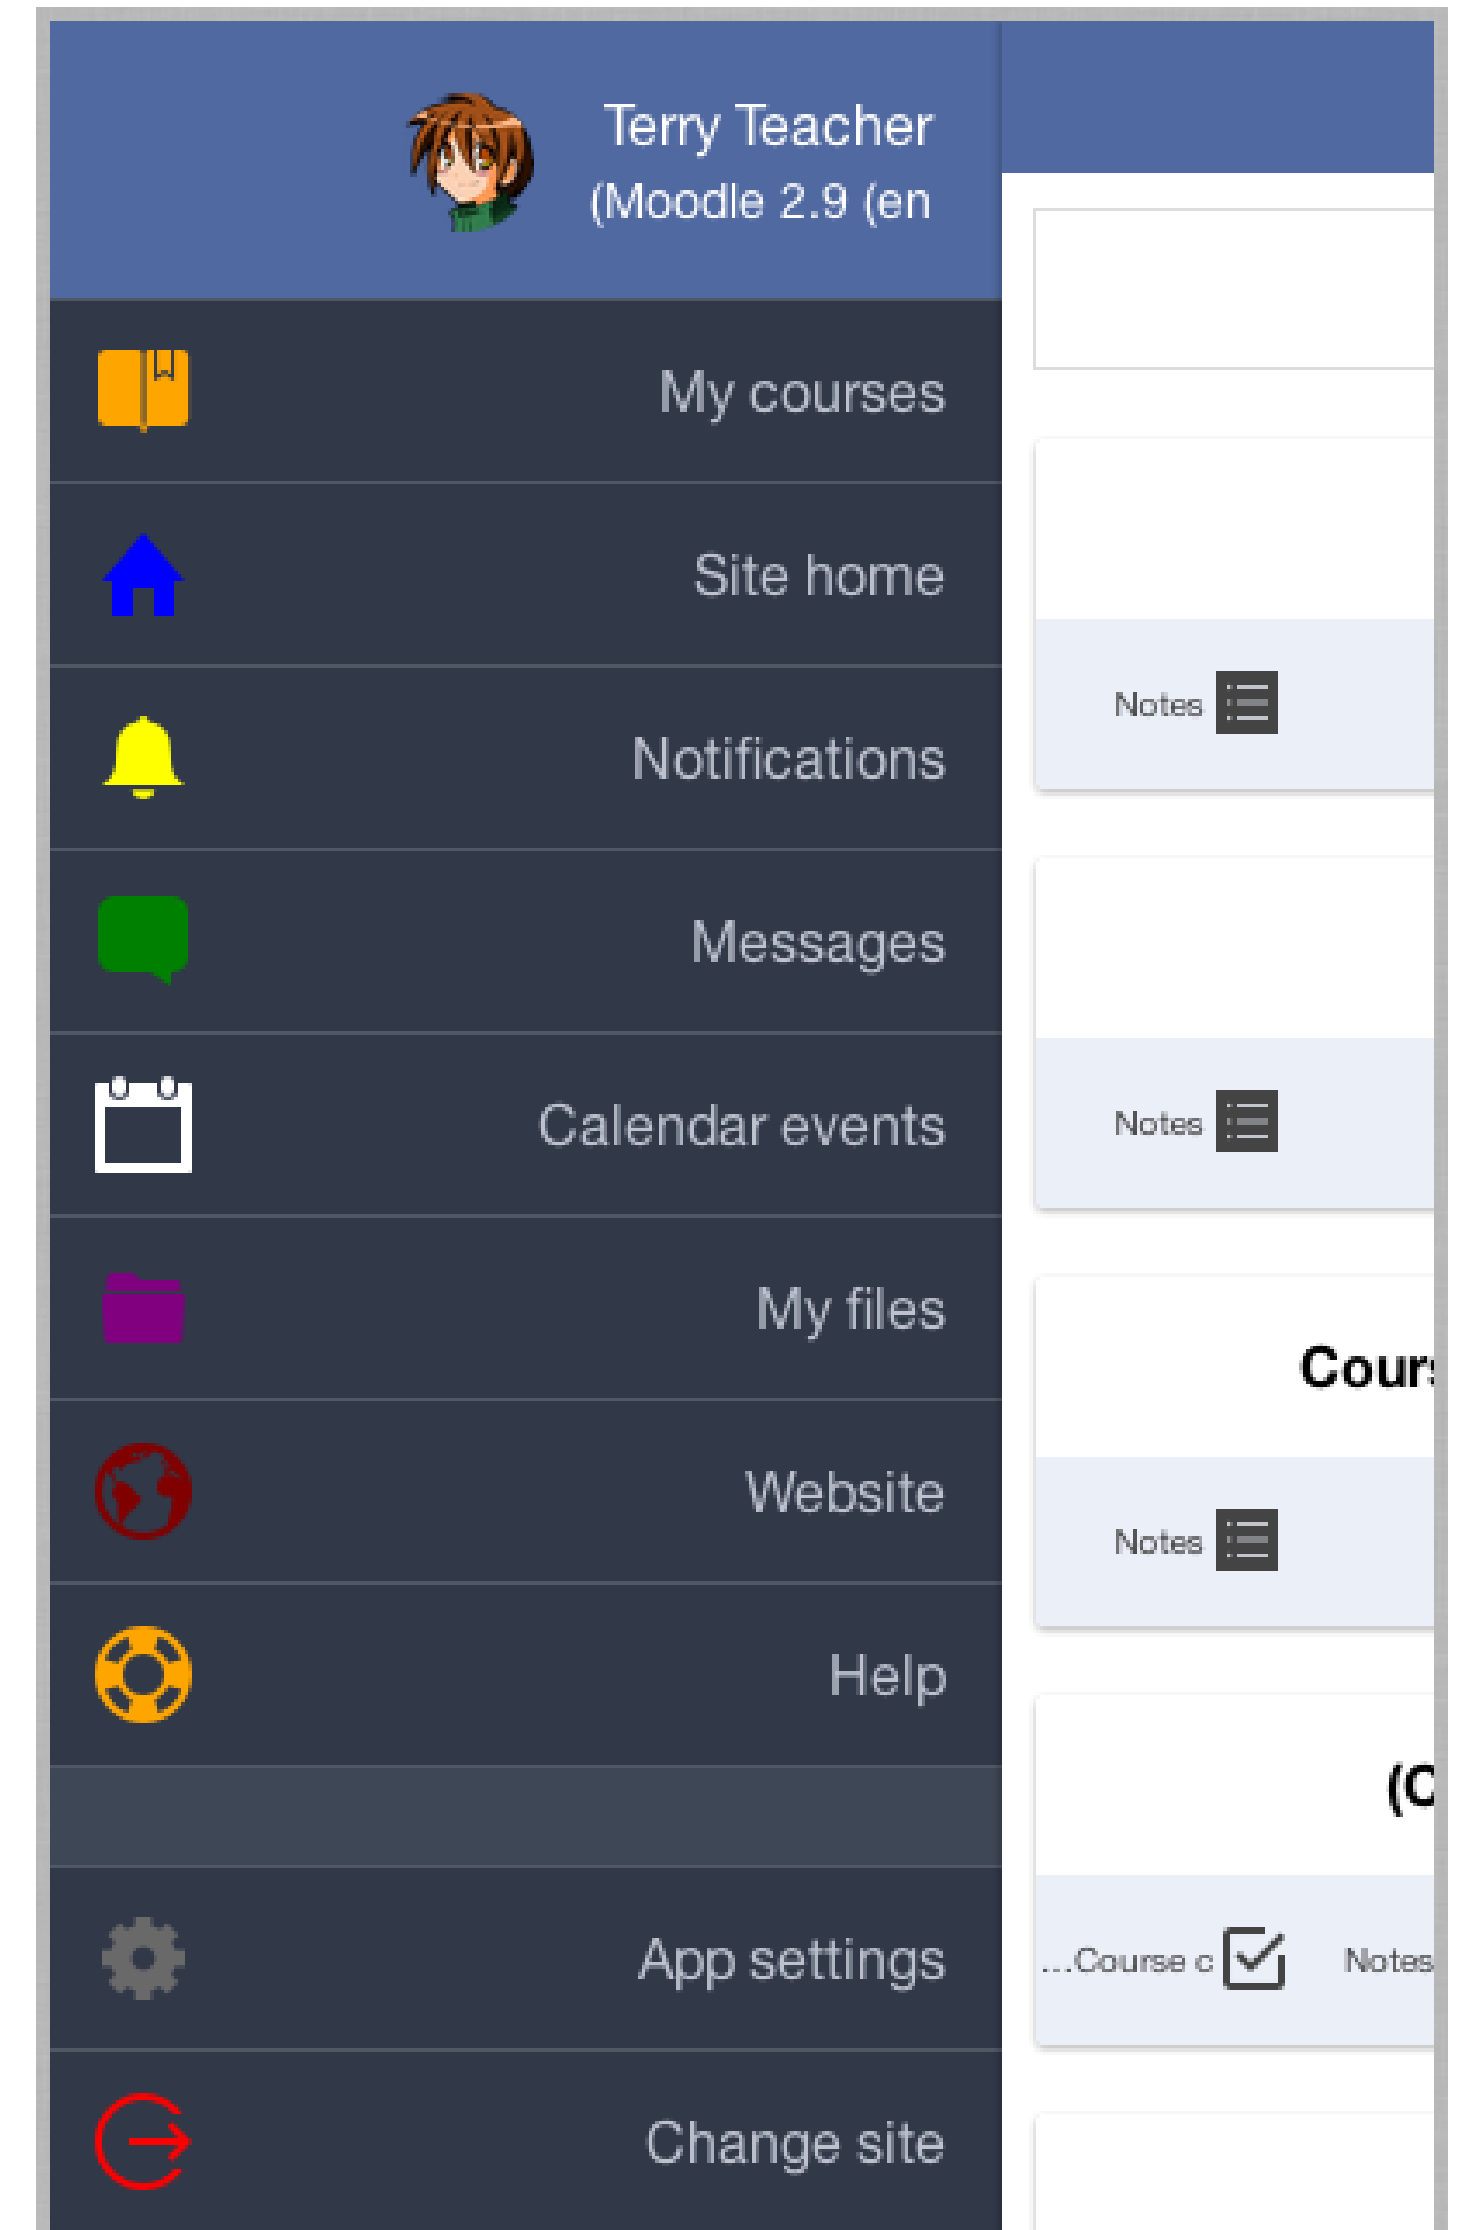 Terry Teacher
(Moodle 2.9 (en
My courses
Site home
Notifications
Messages
Calendar events
My files
Website
Help
App settings
Change site
Notes
Notes
Cours
Notes
(C
...Course c Notes